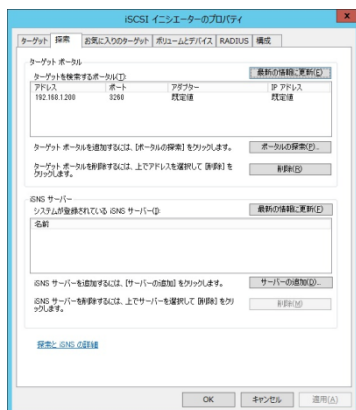 iSCSI イニシエーターのプロパティ
x
ターゲット 探索 お気に入りのターゲット ボリュームとデバイス RADIUS 構成
ターゲット ポータル
ターゲットを検索するポータル(T): 最新の情報に更新(E)
アドレス ポート アダプター IP アドレス
192.168.1.200 3260 既定値 既定値
ターゲット ポータルを追加するには、[ポータルの探索] をクリックします。 ポータルの探索(P)...
ターゲット ポータルを削除するには、上でアドレスを選択して [削除] を
クリックします。 削除(R)
iSNS サーバー
システムが登録されている iSNS サーバー(I): 最新の情報に更新(F)
名前
iSNS サーバーを追加するには、[サーバーの追加] をクリックします。 サーバーの追加(D)...
iSNS サーバーを削除するには、上でサーバーを選択して [削除] をクリ
ックします。 削除(M)
探索と iSNS の詳細
OK キャンセル 適用(A)